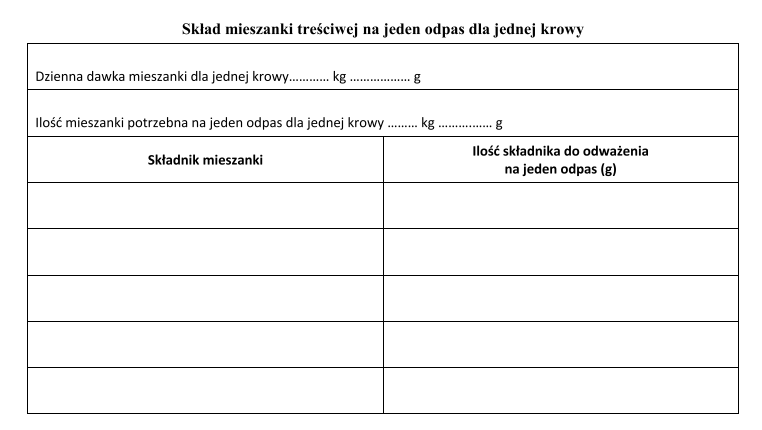 Skład mieszanki treściwej na jeden odpas dla jednej krowy
Dzienna dawka mieszanki dla jednej krowy………… kg ……………… g
Ilość mieszanki potrzebna na jeden odpas dla jednej krowy ……… kg …………… g
Składnik mieszanki
Ilość składnika do odważenia
na jeden odpas (g)